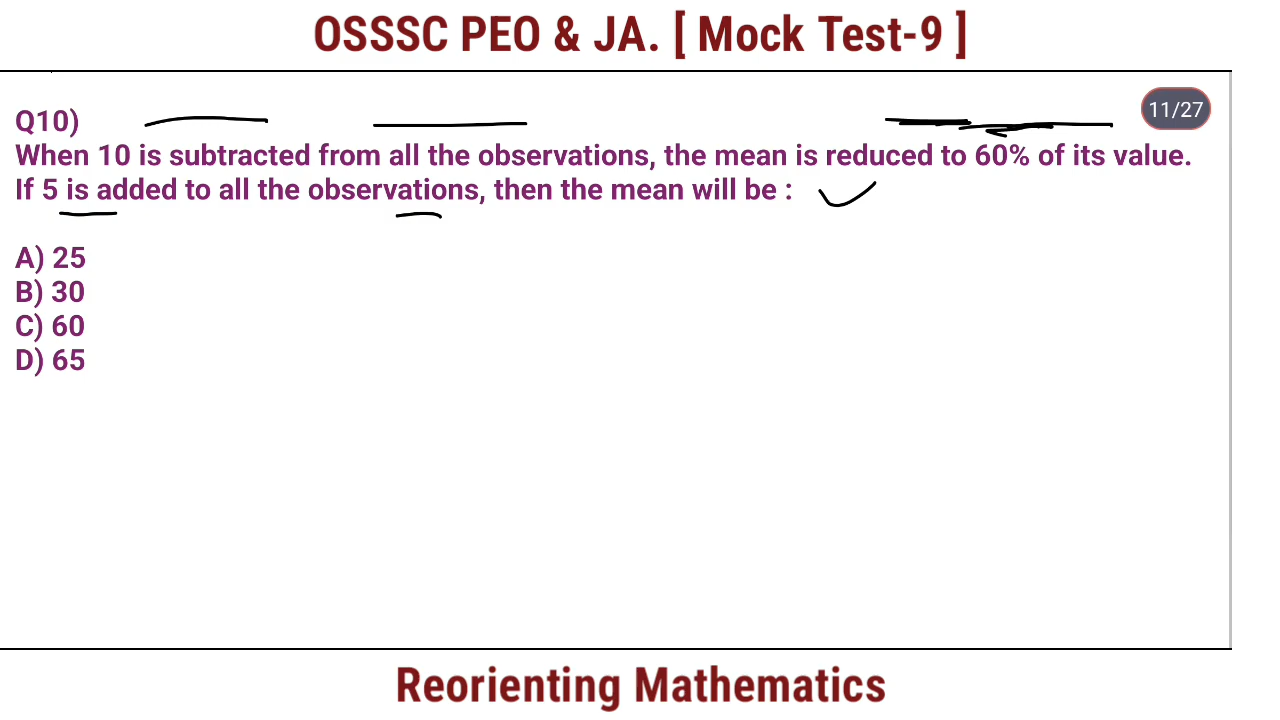 OSSSC PEO & JA. [ Mock Test-9 ]
11/27
Q10)
When 10 is subtracted from all the observations, the mean is reduced to 60% of its value.
If 5 is added to all the observations, then the mean will be :
A) 25
B) 30
C) 60
D) 65
Reorienting Mathematics